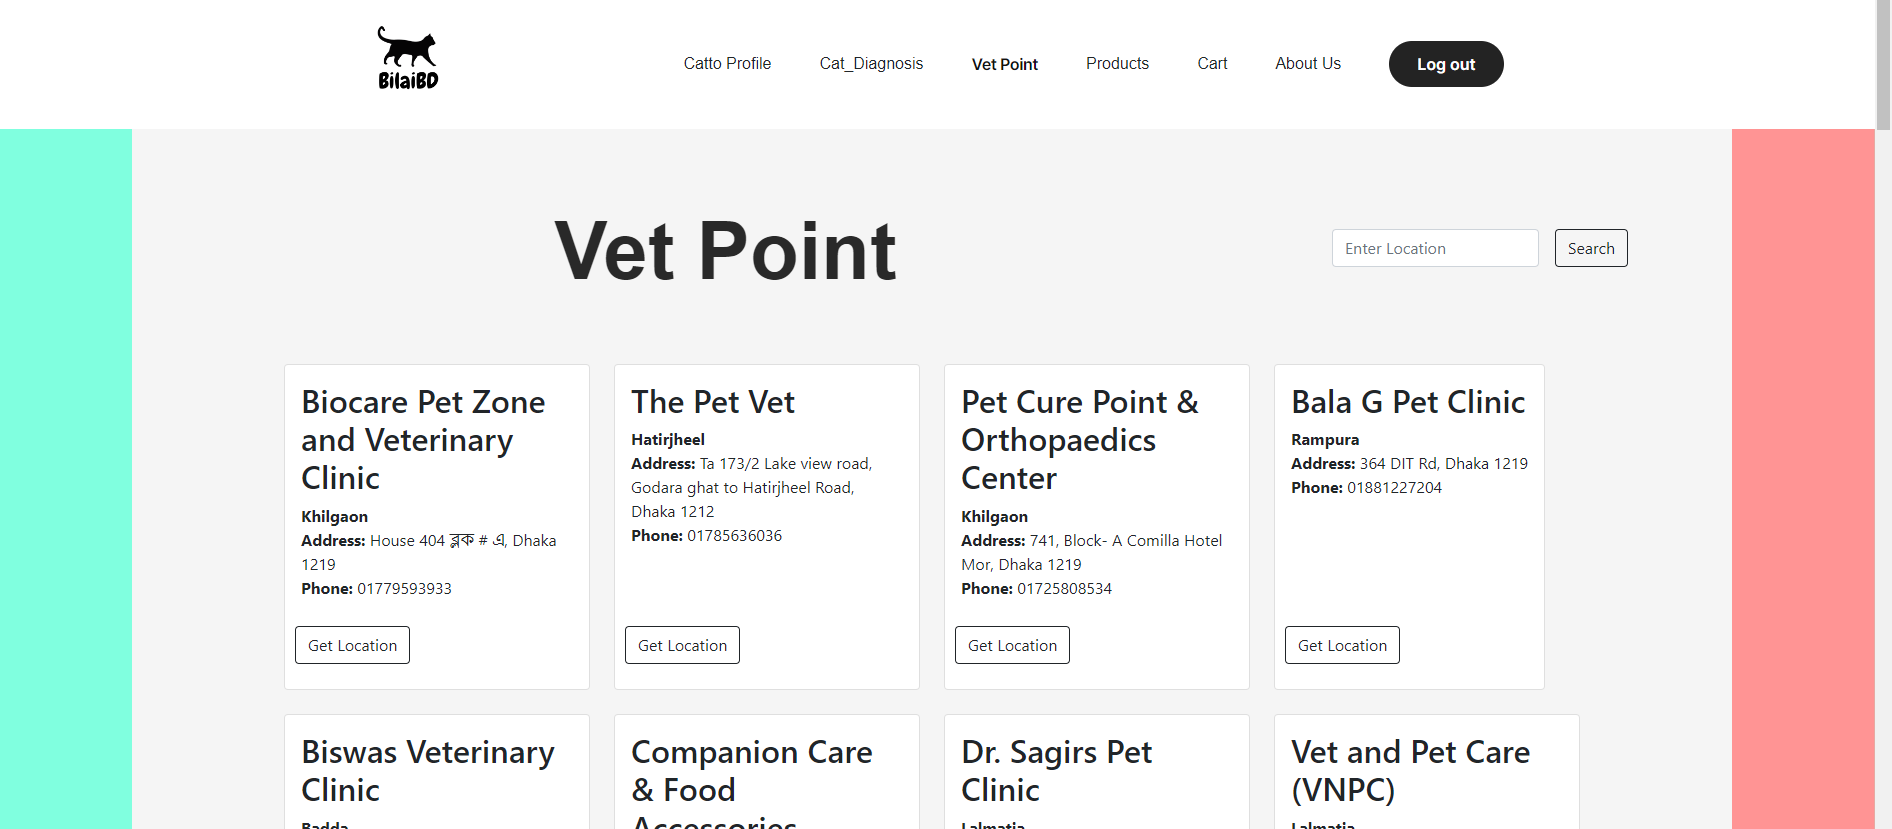 BilaiBD
Catto Profile
Cat_Diagnosis
Vet Point
Products
Cart
About Us
Log out
Vet Point
Enter Location
Search
Biocare Pet Zone
and Veterinary
Clinic
Khilgaon
Address: House 404 ব্লক # এ, Dhaka
1219
Phone: 01779593933
Get Location
The Pet Vet
Hatirjheel
Address: Ta 173/2 Lake view road,
Godara ghat to Hatirjheel Road,
Dhaka 1212
Phone: 01785636036
Get Location
Pet Cure Point &
Orthopaedics
Center
Khilgaon
Address: 741, Block- A Comilla Hotel
Mor, Dhaka 1219
Phone: 01725808534
Get Location
Bala G Pet Clinic
Rampura
Address: 364 DIT Rd, Dhaka 1219
Phone: 01881227204
Get Location
Biswas Veterinary
Clinic
Badda
Companion Care
& Food
Accessories
Dr. Sagirs Pet
Clinic
Lalmatia
Vet and Pet Care
(VNPC)
Lalmatia